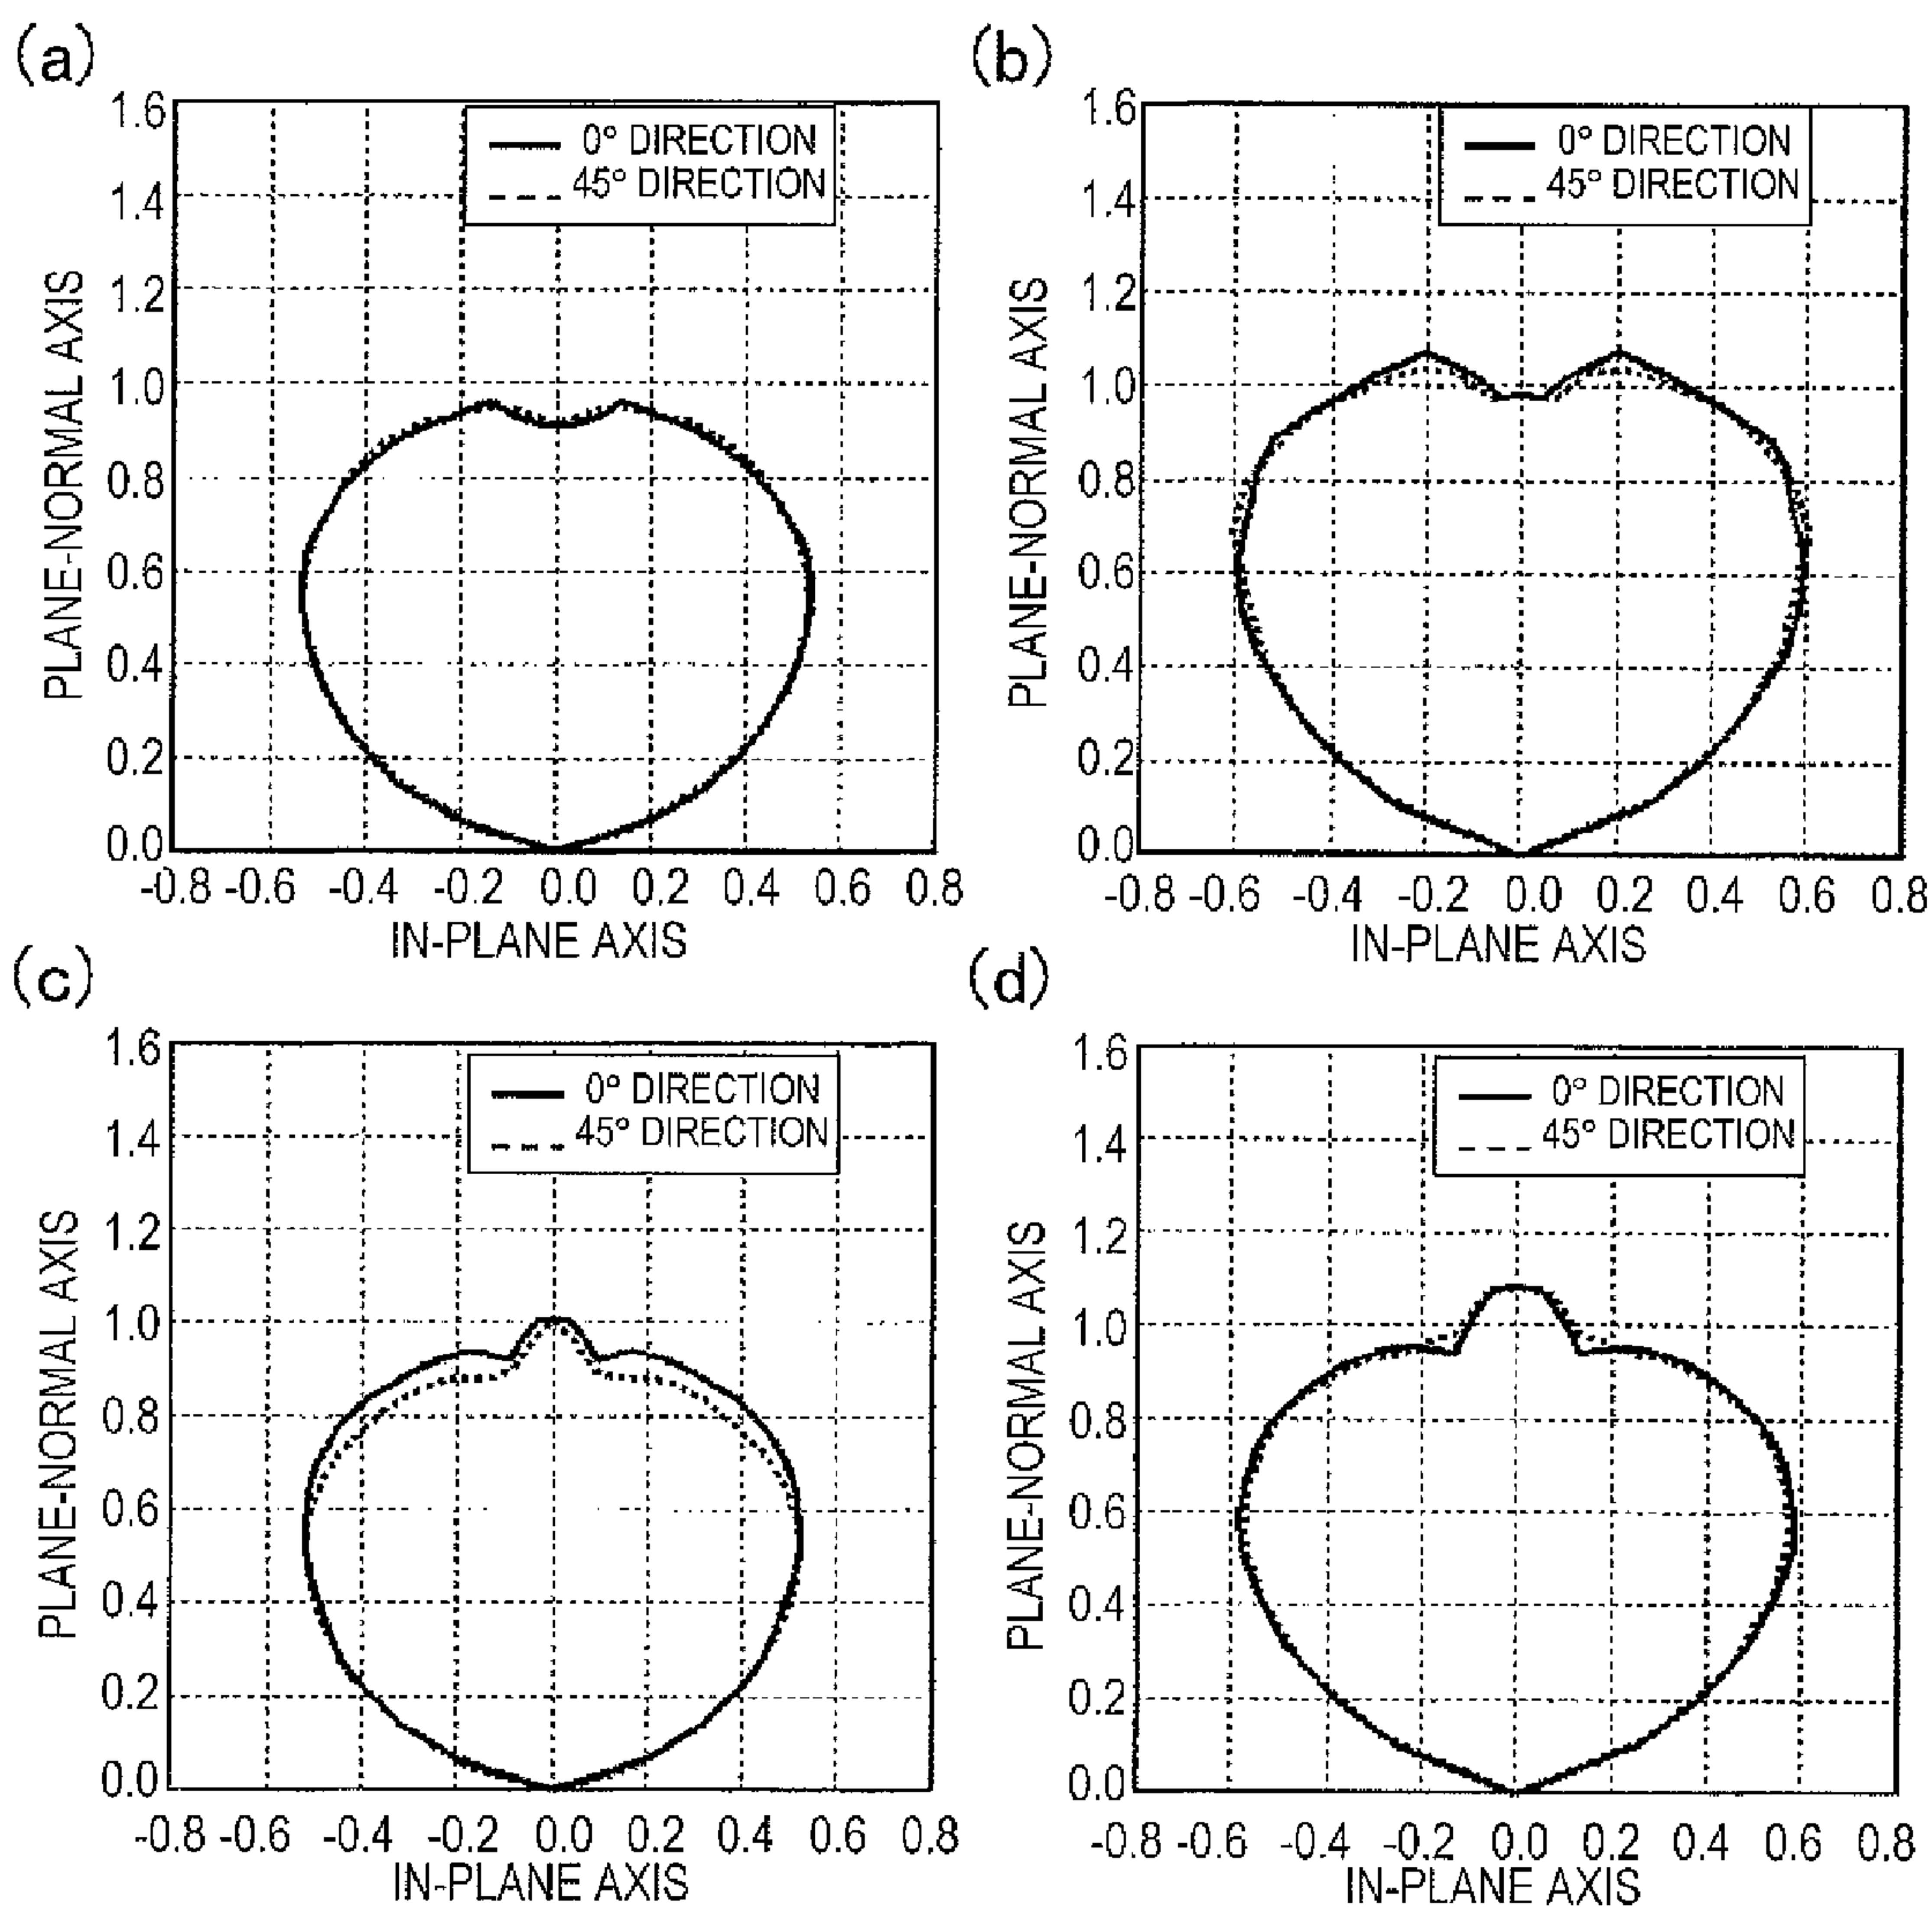 (a)
1.6
1.4
1.2
1.0
0.8
0.6
0.4
0.2
0.0
PLANE-NORMAL AXIS
0° DIRECTION
45° DIRECTION
-0.8 -0.6 -0.4 -0.2 0.0 0.2 0.4 0.6 0.8
IN-PLANE AXIS
(b)
1.6
1.4
1.2
1.0
0.8
0.6
0.4
0.2
0.0
PLANE-NORMAL AXIS
0° DIRECTION
45° DIRECTION
-0.8 -0.6 -0.4 -0.2 0.0 0.2 0.4 0.6 0.8
IN-PLANE AXIS
(c)
1.6
1.4
1.2
1.0
0.8
0.6
0.4
0.2
0.0
PLANE-NORMAL AXIS
0° DIRECTION
45° DIRECTION
-0.8 -0.6 -0.4 -0.2 0.0 0.2 0.4 0.6 0.8
IN-PLANE AXIS
(d)
1.6
1.4
1.2
1.0
0.8
0.6
0.4
0.2
0.0
PLANE-NORMAL AXIS
0° DIRECTION
45° DIRECTION
-0.8 -0.6 -0.4 -0.2 0.0 0.2 0.4 0.6 0.8
IN-PLANE AXIS